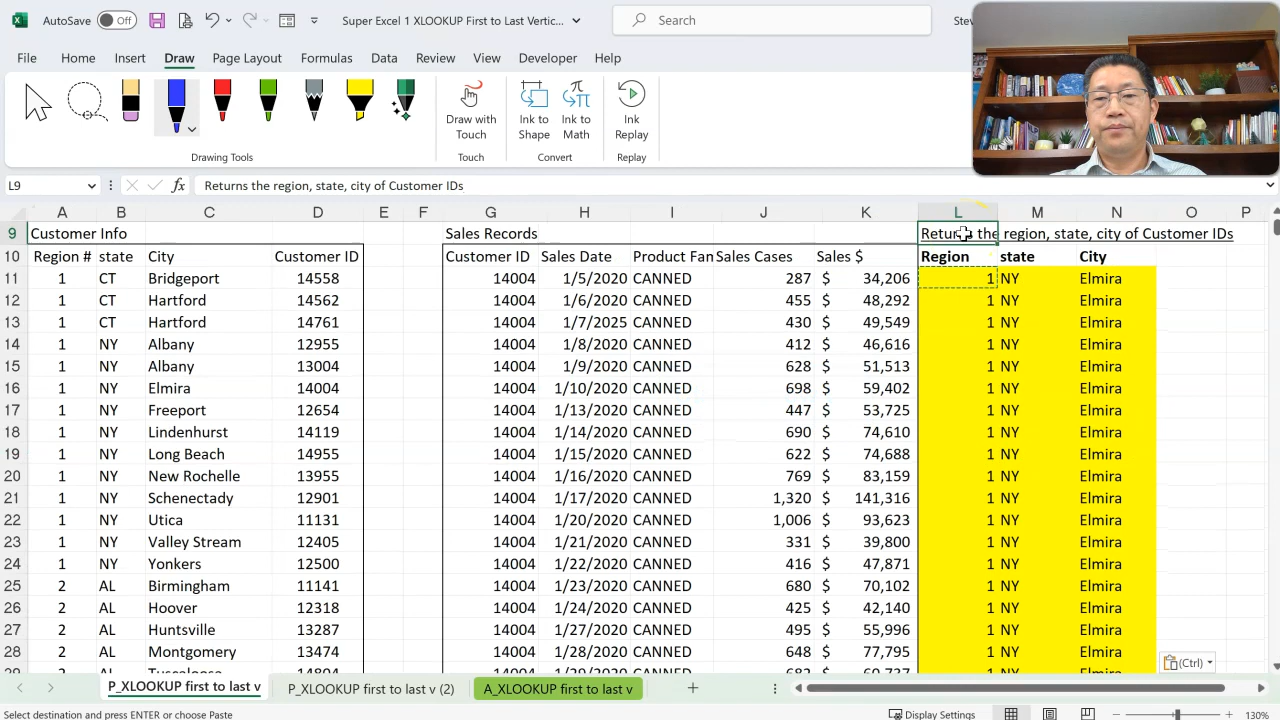 AutoSave Off Super Excel 1 XLOOKUP First to Last Vertic... Search Stev
File Home Insert Draw Page Layout Formulas Data Review View Developer Help
Draw with Touch Ink to Shape Ink to Math Ink Replay
Drawing Tools Touch Convert Replay
L9 fx Returns the region, state, city of Customer IDs
A B C D E F G H I J K L M N O P
9 Customer Info Sales Records Returns the region, state, city of Customer IDs
10 Region # state City Customer ID Customer ID Sales Date Product Fan Sales Cases Sales $ Region state City
11 1 CT Bridgeport 14558 14004 1/5/2020 CANNED 287 $ 34,206 1 NY Elmira
12 1 CT Hartford 14562 14004 1/6/2020 CANNED 455 $ 48,292 1 NY Elmira
13 1 CT Hartford 14761 14004 1/7/2025 CANNED 430 $ 49,549 1 NY Elmira
14 1 NY Albany 12955 14004 1/8/2020 CANNED 412 $ 46,616 1 NY Elmira
15 1 NY Albany 13004 14004 1/9/2020 CANNED 628 $ 51,513 1 NY Elmira
16 1 NY Elmira 14004 14004 1/10/2020 CANNED 698 $ 59,402 1 NY Elmira
17 1 NY Freeport 12654 14004 1/13/2020 CANNED 447 $ 53,725 1 NY Elmira
18 1 NY Lindenhurst 14119 14004 1/14/2020 CANNED 690 $ 74,610 1 NY Elmira
19 1 NY Long Beach 14955 14004 1/15/2020 CANNED 622 $ 74,688 1 NY Elmira
20 1 NY New Rochelle 13955 14004 1/16/2020 CANNED 769 $ 83,159 1 NY Elmira
21 1 NY Schenectady 12901 14004 1/17/2020 CANNED 1,320 $ 141,316 1 NY Elmira
22 1 NY Utica 11131 14004 1/20/2020 CANNED 1,006 $ 93,623 1 NY Elmira
23 1 NY Valley Stream 12405 14004 1/21/2020 CANNED 331 $ 39,800 1 NY Elmira
24 1 NY Yonkers 12500 14004 1/22/2020 CANNED 416 $ 47,871 1 NY Elmira
25 2 AL Birmingham 11141 14004 1/23/2020 CANNED 680 $ 70,102 1 NY Elmira
26 2 AL Hoover 12318 14004 1/24/2020 CANNED 425 $ 42,140 1 NY Elmira
27 2 AL Huntsville 13287 14004 1/27/2020 CANNED 495 $ 55,996 1 NY Elmira
28 2 AL Montgomery 13474 14004 1/28/2020 CANNED 648 $ 77,795 1 NY Elmira
(Ctrl)
P_XLOOKUP first to last v P_XLOOKUP first to last v (2) A_XLOOKUP first to last v
Select destination and press ENTER or choose Paste Display Settings 130%